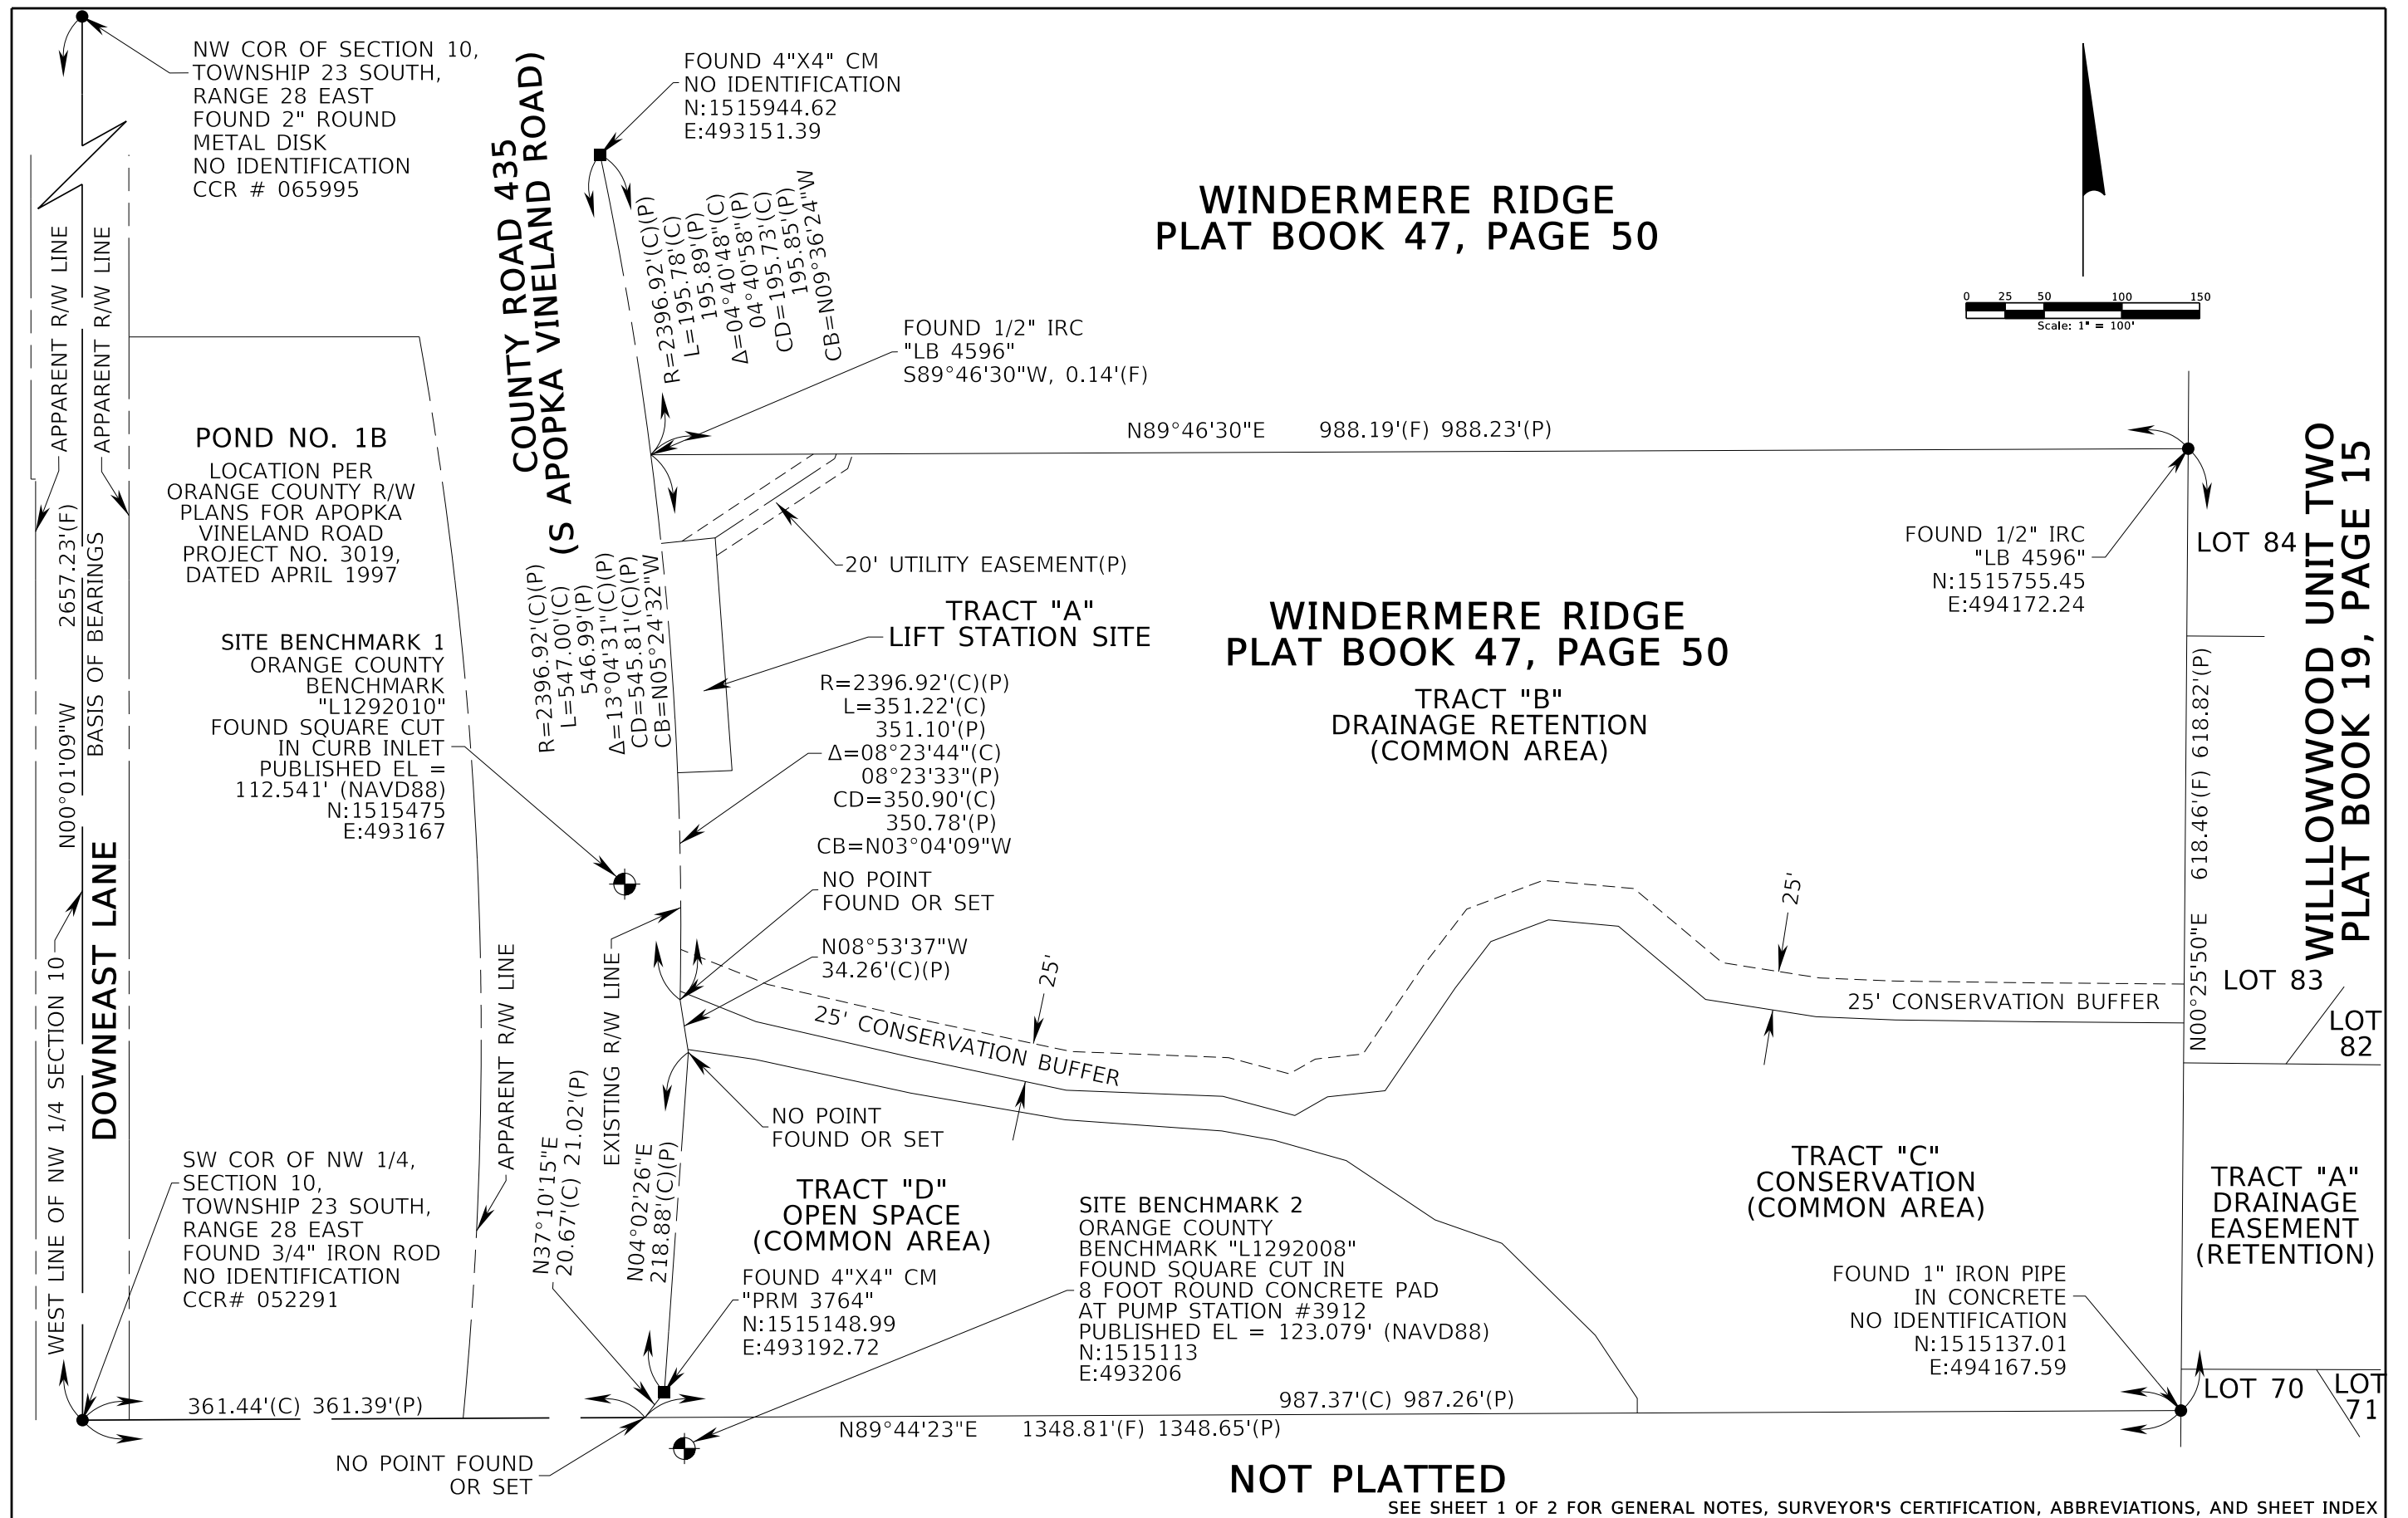 NW COR OF SECTION 10,
TOWNSHIP 23 SOUTH,
RANGE 28 EAST
FOUND 2" ROUND
METAL DISK
NO IDENTIFICATION
CCR # 065995
COUNTY ROAD 435
(S APOPKA VINELAND ROAD)
FOUND 4"X4" CM
NO IDENTIFICATION
N:1515944.62
E:493151.39
R=2396.92'(C)(P)
L=195.78'(C)
195.89'(P)
Δ=04°40'48"(C)
04°40'58"(P)
CD=195.73'(C)
195.85'(P)
CB=N09°36'24"W
WINDERMERE RIDGE
PLAT BOOK 47, PAGE 50
0 25 50 100 150
Scale: 1" = 100'
FOUND 1/2" IRC
"LB 4596"
S89°46'30"W, 0.14'(F)
N89°46'30"E 988.19'(F) 988.23'(P)
APPARENT R/W LINE
APPARENT R/W LINE
POND NO. 1B
LOCATION PER
ORANGE COUNTY R/W
PLANS FOR APOPKA
VINELAND ROAD
PROJECT NO. 3019,
DATED APRIL 1997
N00°01'09"W 2657.23'(F)
BASIS OF BEARINGS
SITE BENCHMARK 1
ORANGE COUNTY
BENCHMARK
"L1292010"
FOUND SQUARE CUT
IN CURB INLET
PUBLISHED EL =
112.541' (NAVD88)
N:1515475
E:493167
R=2396.92'(C)(P)
L=547.00'(C)
546.99'(P)
Δ=13°04'31"(C)(P)
CD=545.81'(C)(P)
CB=N05°24'32"W
20' UTILITY EASEMENT(P)
TRACT "A"
LIFT STATION SITE
R=2396.92'(C)(P)
L=351.22'(C)
351.10'(P)
Δ=08°23'44"(C)
08°23'33"(P)
CD=350.90'(C)
350.78'(P)
CB=N03°04'09"W
NO POINT
FOUND OR SET
N08°53'37"W
34.26'(C)(P)
WINDERMERE RIDGE
PLAT BOOK 47, PAGE 50
TRACT "B"
DRAINAGE RETENTION
(COMMON AREA)
FOUND 1/2" IRC
"LB 4596"
N:1515755.45
E:494172.24
LOT 84
WILLLOWWOOD UNIT TWO
PLAT BOOK 19, PAGE 15
N00°25'50"E 618.46'(F) 618.82'(P)
25'
25' CONSERVATION BUFFER
25'
25' CONSERVATION BUFFER
LOT 83
LOT
82
DOWNEAST LANE
WEST LINE OF NW 1/4 SECTION 10
APPARENT R/W LINE
EXISTING R/W LINE
SW COR OF NW 1/4,
SECTION 10,
TOWNSHIP 23 SOUTH,
RANGE 28 EAST
FOUND 3/4" IRON ROD
NO IDENTIFICATION
CCR# 052291
N37°10'15"E
20.67'(C) 21.02'(P)
N04°02'26"E
218.88'(C)(P)
NO POINT
FOUND OR SET
TRACT "D"
OPEN SPACE
(COMMON AREA)
FOUND 4"X4" CM
"PRM 3764"
N:1515148.99
E:493192.72
SITE BENCHMARK 2
ORANGE COUNTY
BENCHMARK "L1292008"
FOUND SQUARE CUT IN
8 FOOT ROUND CONCRETE PAD
AT PUMP STATION #3912
PUBLISHED EL = 123.079' (NAVD88)
N:1515113
E:493206
TRACT "C"
CONSERVATION
(COMMON AREA)
TRACT "A"
DRAINAGE
EASEMENT
(RETENTION)
FOUND 1" IRON PIPE
IN CONCRETE
NO IDENTIFICATION
N:1515137.01
E:494167.59
LOT 70
LOT
71
361.44'(C) 361.39'(P)
987.37'(C) 987.26'(P)
N89°44'23"E 1348.81'(F) 1348.65'(P)
NO POINT FOUND
OR SET
NOT PLATTED
SEE SHEET 1 OF 2 FOR GENERAL NOTES, SURVEYOR'S CERTIFICATION, ABBREVIATIONS, AND SHEET INDEX